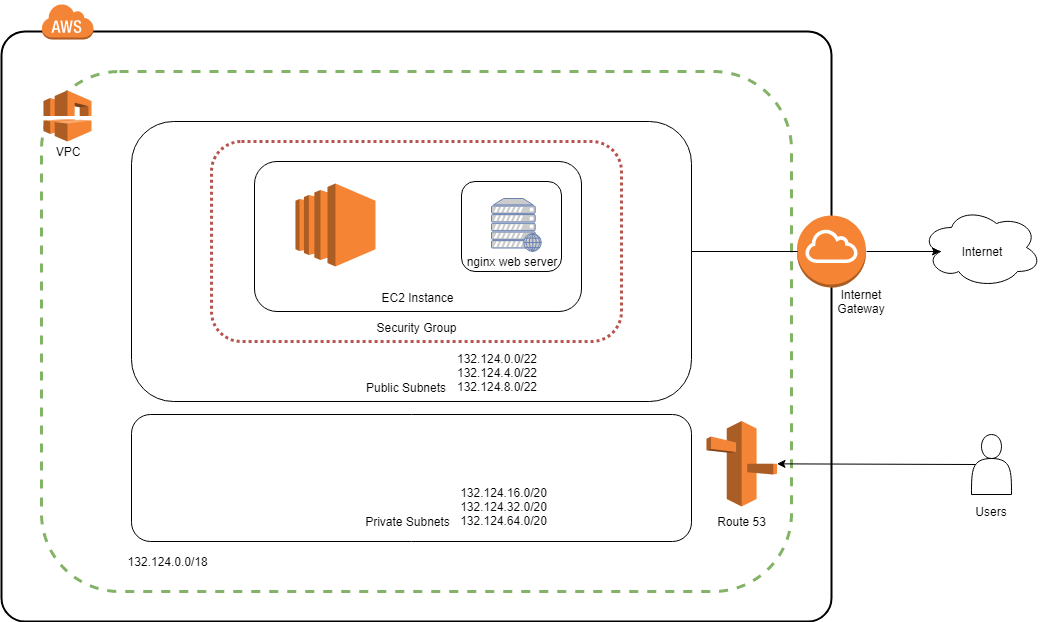 AWS
VPC
nginx web server
EC2 Instance
Security Group
132.124.0.0/22
132.124.4.0/22
Public Subnets 132.124.8.0/22
Internet
Gateway
Internet
132.124.16.0/20
132.124.32.0/20
Private Subnets 132.124.64.0/20
Route 53
Users
132.124.0.0/18